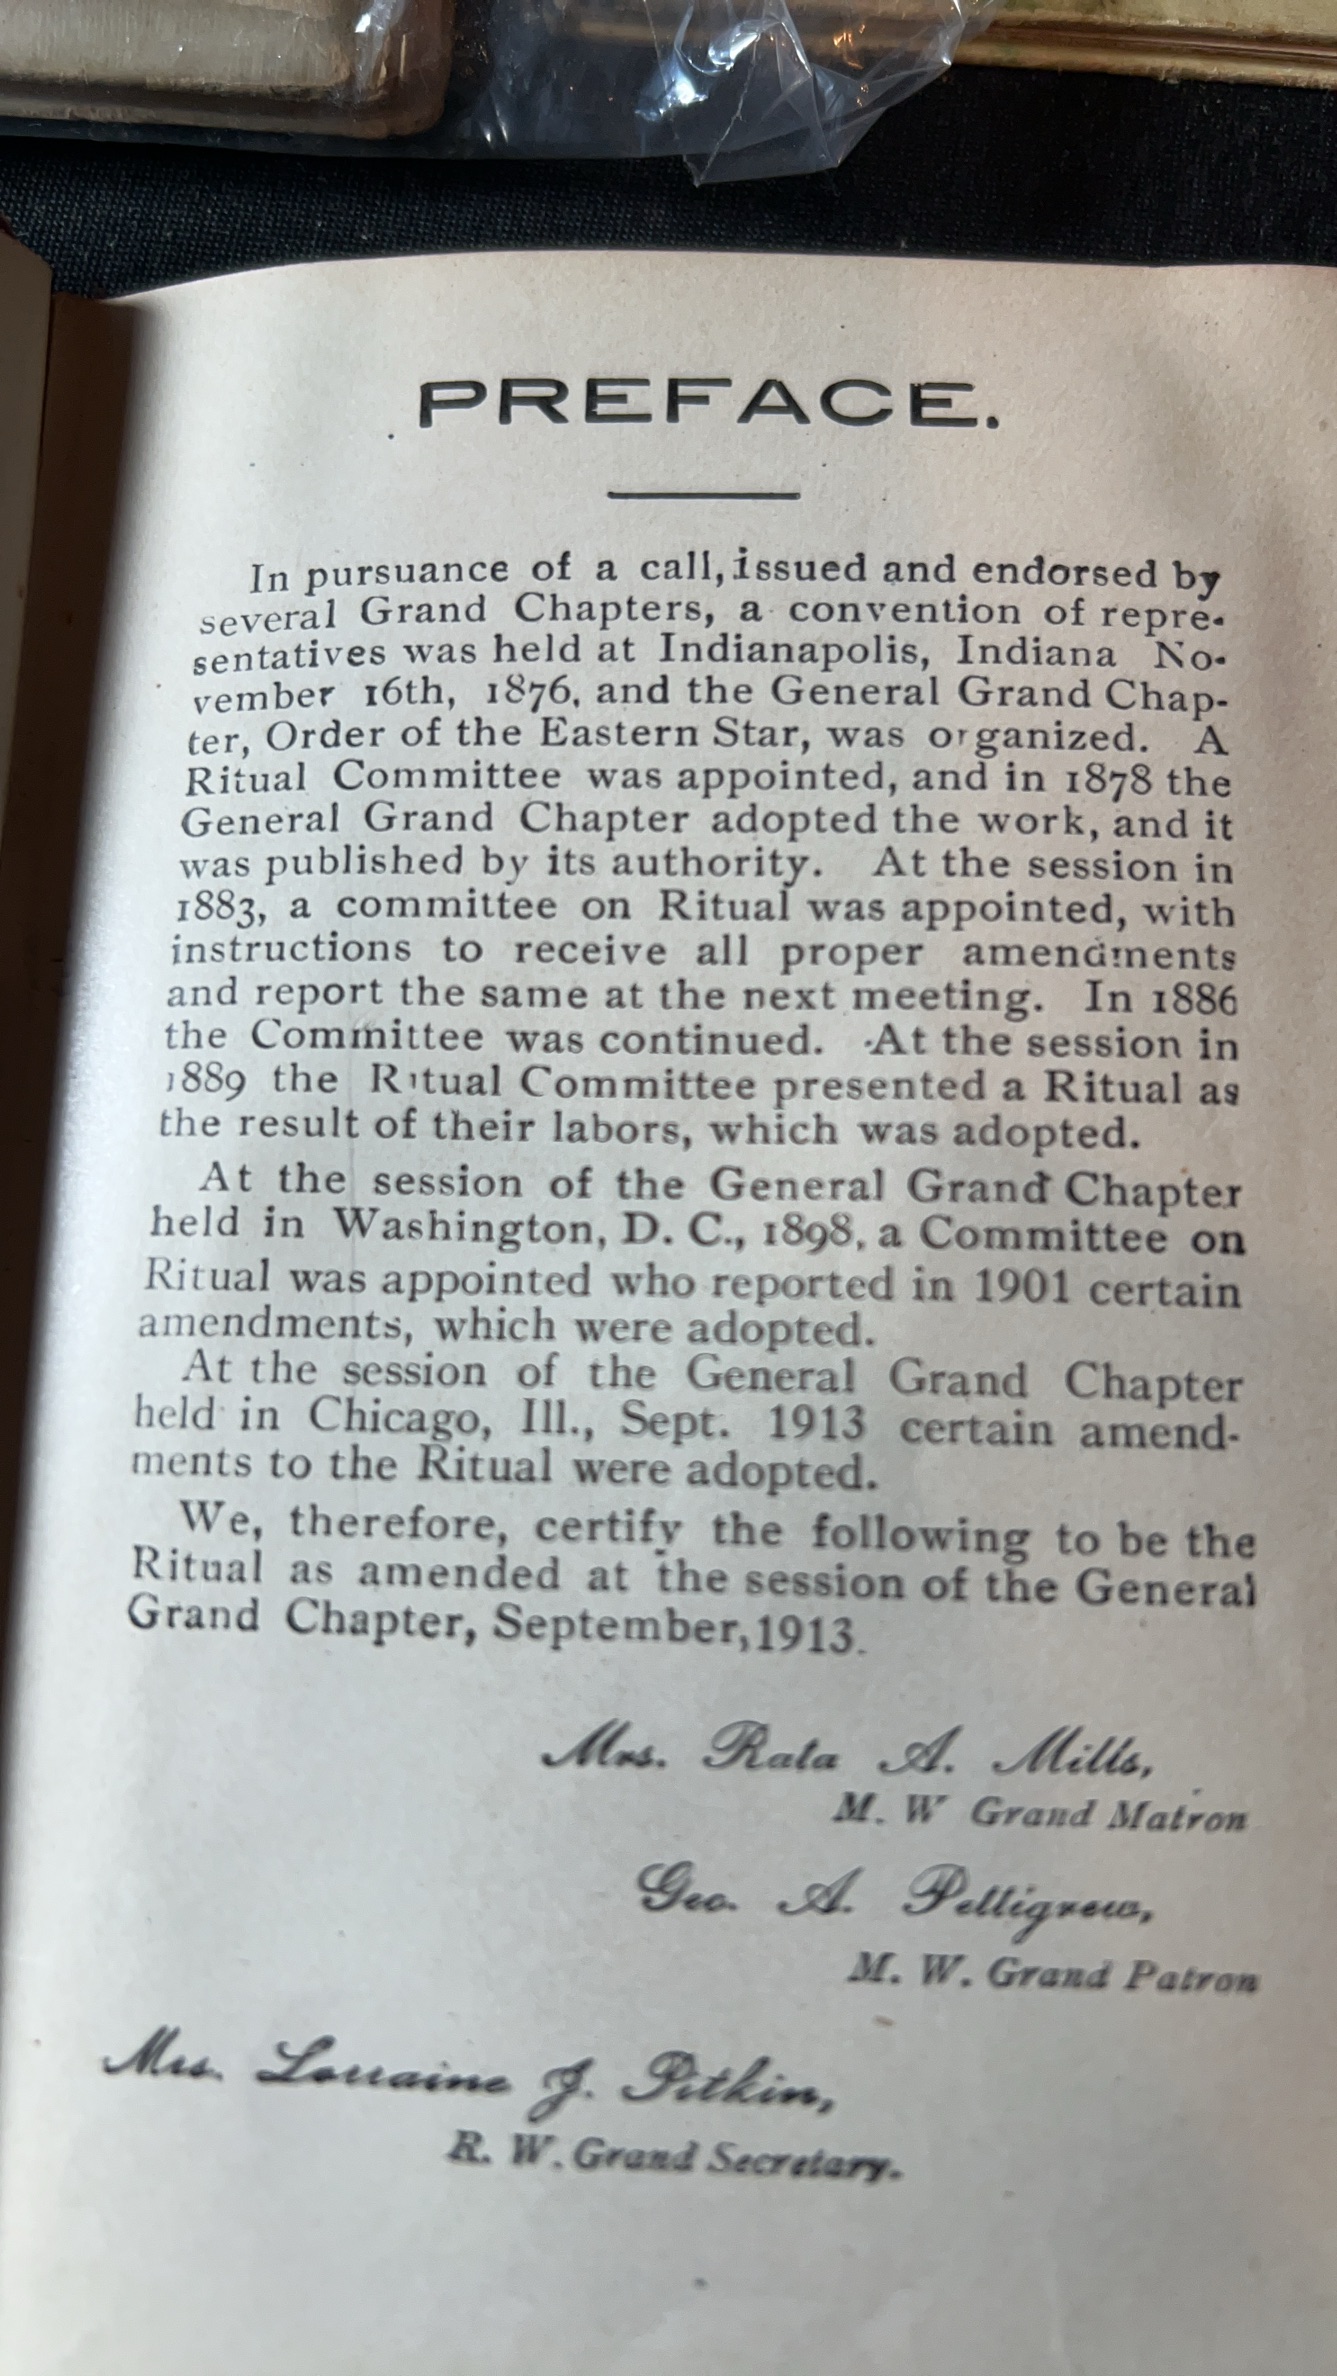 PREFACE.
In pursuance of a call, issued and endorsed by
several Grand Chapters, a convention of repre-
sentatives was held at Indianapolis, Indiana No-
vember 16th, 1876, and the General Grand Chap-
ter, Order of the Eastern Star, was organized. A
Ritual Committee was appointed, and in 1878 the
General Grand Chapter adopted the work, and it
was published by its authority. At the session in
1883, a committee on Ritual was appointed, with
instructions to receive all proper amendments
and report the same at the next meeting. In 1886
the Committee was continued. At the session in
1889 the Ritual Committee presented a Ritual as
the result of their labors, which was adopted.
At the session of the General Grand Chapter
held in Washington, D. C., 1898, a Committee on
Ritual was appointed who reported in 1901 certain
amendments, which were adopted.
At the session of the General Grand Chapter
held in Chicago, Ill., Sept. 1913 certain amend-
ments to the Ritual were adopted.
We, therefore, certify the following to be the
Ritual as amended at the session of the General
Grand Chapter, September, 1913.
Mrs. Rata A. Mills,
M. W Grand Matron
Geo. A. Pettigrew,
M. W. Grand Patron
Mrs. Lorraine J. Pitkin,
R. W. Grand Secretary.